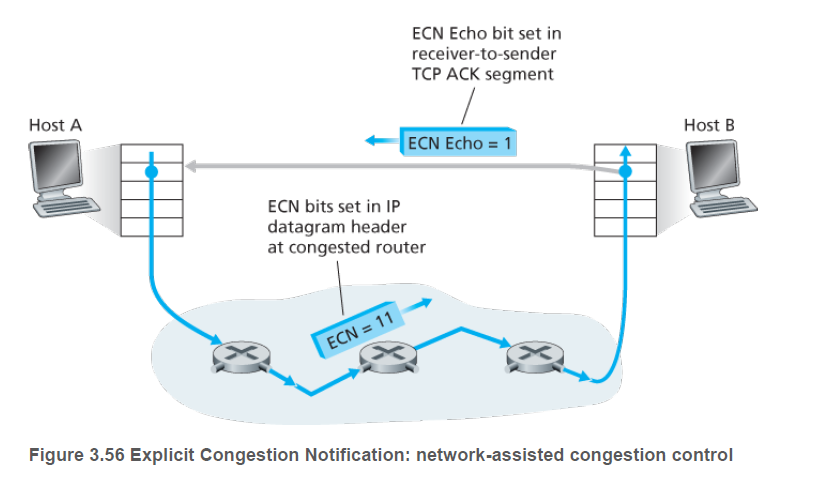 ECN Echo bit set in
receiver-to-sender
TCP ACK segment
Host A
Host B
ECN Echo = 1
ECN bits set in IP
datagram header
at congested router
ECN = 11
Figure 3.56 Explicit Congestion Notification: network-assisted congestion control